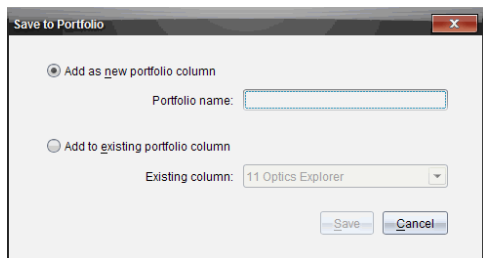 Save to Portfolio
Add as new portfolio column
Portfolio name:
Add to existing portfolio column
Existing column: 11 Optics Explorer
Save Cancel